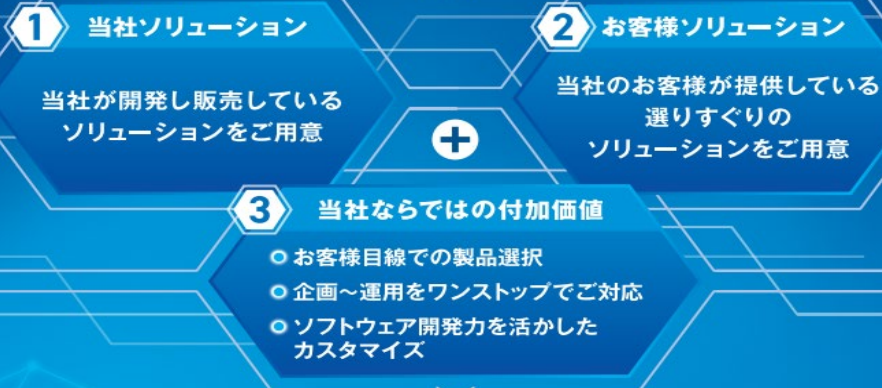 1 当社ソリューション
当社が開発し販売している
ソリューションをご用意
2 お客様ソリューション
当社のお客様が提供している
選りすぐりの
ソリューションをご用意
+
3 当社ならではの付加価値
お客様目線での製品選択
企画～運用をワンストップでご対応
ソフトウェア開発力を活かした
カスタマイズ